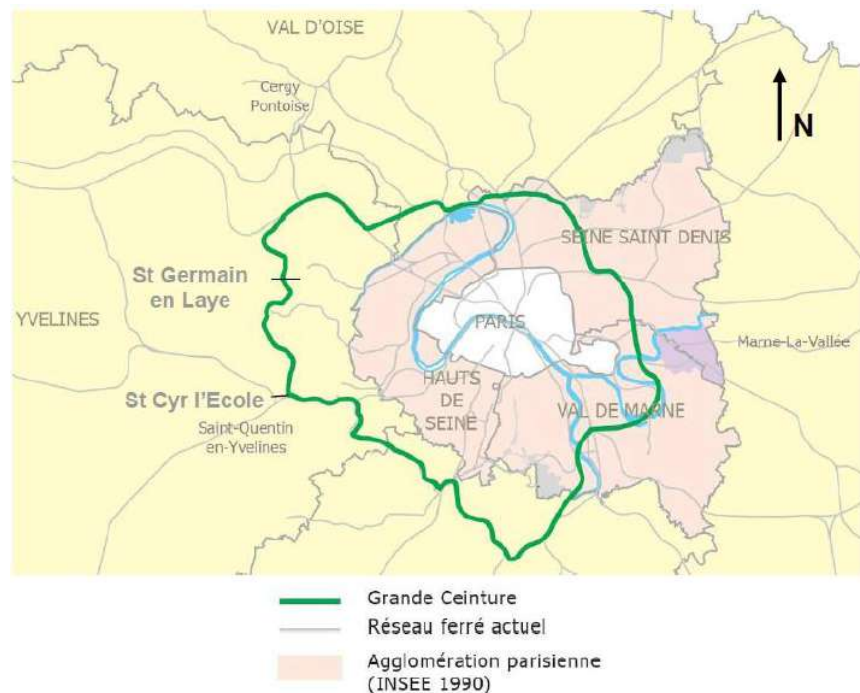 VAL D'OISE
Cergy
Pontoise
N
SEINE SAINT DENIS
St Germain
en Laye
YVELINES
PARIS
Marne-La-Vallée
St Cyr l'Ecole
HAUTS
DE
SEINE
VAL DE MARNE
Saint-Quentin
en-Yvelines
Grande Ceinture
Réseau ferré actuel
Agglomération parisienne
(INSEE 1990)